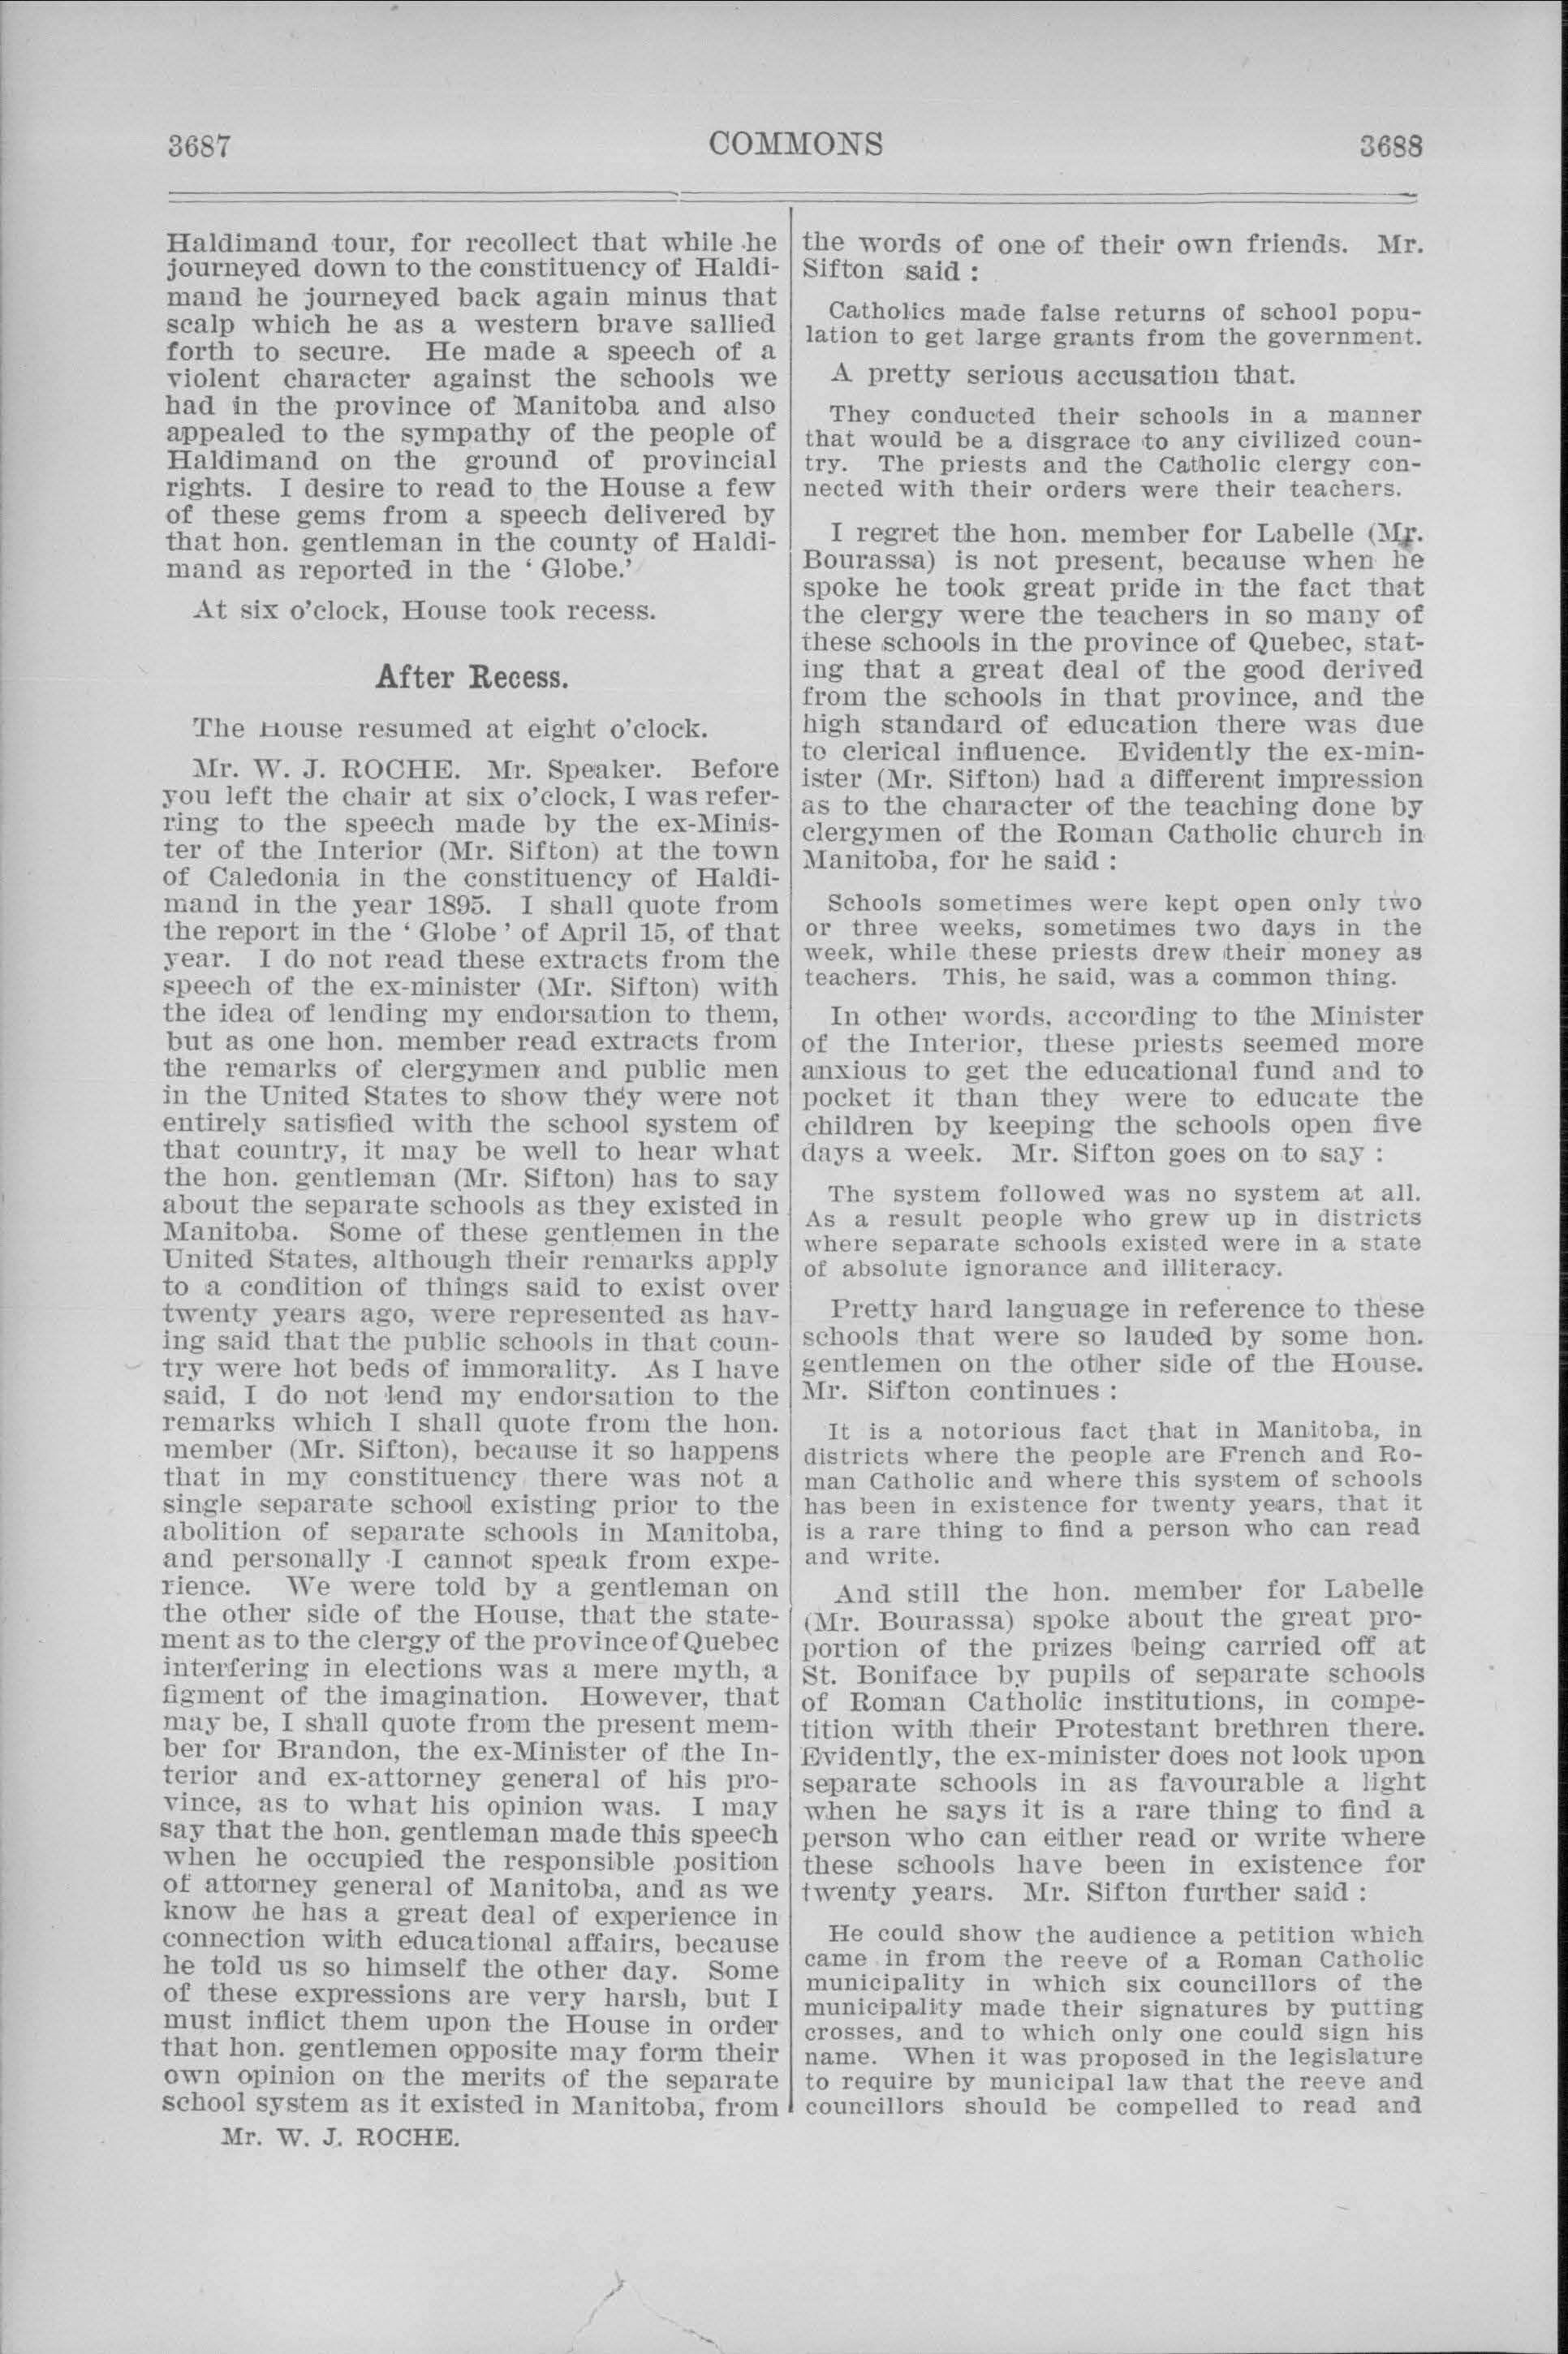 3687 COMMONS 3688
Haldimand tour, for recollect that while he
journeyed down to the constituency of Haldi-
mand he journeyed back again minus that
scalp which he as a western brave sallied
forth to secure. He made a speech of a
violent character against the schools we
had in the province of Manitoba and also
appealed to the sympathy of the people of
Haldimand on the ground of provincial
rights. I desire to read to the House a few
of these gems from a speech delivered by
that hon. gentleman in the county of Haldi-
mand as reported in the ‘ Globe.’
At six o’clock, House took recess.
After Recess.
The House resumed at eight o’clock.
Mr. W. J. ROCHE. Mr. Speaker. Before
you left the chair at six o’clock, I was refer-
ring to the speech made by the ex-Minis-
ter of the Interior (Mr. Sifton) at the town
of Caledonia in the constituency of Haldi-
mand in the year 1895. I shall quote from
the report in the ‘ Globe ’ of April 15, of that
year. I do not read these extracts from the
speech of the ex-minister (Mr. Sifton) with
the idea of lending my endorsation to them,
but as one hon. member read extracts from
the remarks of clergymen and public men
in the United States to show they were not
entirely satisfied with the school system of
that country, it may be well to hear what
the hon. gentleman (Mr. Sifton) has to say
about the separate schools as they existed in
Manitoba. Some of these gentlemen in the
United States, although their remarks apply
to a condition of things said to exist over
twenty years ago, were represented as hav-
ing said that the public schools in that coun-
try were hot beds of immorality. As I have
said, I do not lend my endorsation to the
remarks which I shall quote from the hon.
member (Mr. Sifton), because it so happens
that in my constituency there was not a
single separate school existing prior to the
abolition of separate schools in Manitoba,
and personally I cannot speak from expe-
rience. We were told by a gentleman on
the other side of the House, that the state-
ment as to the clergy of the province of Quebec
interfering in elections was a mere myth, a
figment of the imagination. However, that
may be, I shall quote from the present mem-
ber for Brandon, the ex-Minister of the In-
terior and ex-attorney general of his pro-
vince, as to what his opinion was. I may
say that the hon. gentleman made this speech
when he occupied the responsible position
of attorney general of Manitoba, and as we
know he has a great deal of experience in
connection with educational affairs, because
he told us so himself the other day. Some
of these expressions are very harsh, but I
must inflict them upon the House in order
that hon. gentlemen opposite may form their
own opinion on the merits of the separate
school system as it existed in Manitoba, from
Mr. W. J. ROCHE.
the words of one of their own friends. Mr.
Sifton said :
Catholics made false returns of school popu-
lation to get large grants from the government.
A pretty serious accusation that.
They conducted their schools in a manner
that would be a disgrace to any civilized coun-
try. The priests and the Catholic clergy con-
nected with their orders were their teachers.
I regret the hon. member for Labelle (Mr.
Bourassa) is not present, because when he
spoke he took great pride in the fact that
the clergy were the teachers in so many of
these schools in the province of Quebec, stat-
ing that a great deal of the good derived
from the schools in that province, and the
high standard of education there was due
to clerical influence. Evidently the ex-min-
ister (Mr. Sifton) had a different impression
as to the character of the teaching done by
clergymen of the Roman Catholic church in
Manitoba, for he said :
Schools sometimes were kept open only two
or three weeks, sometimes two days in the
week, while these priests drew their money as
teachers. This, he said, was a common thing.
In other words, according to the Minister
of the Interior, these priests seemed more
anxious to get the educational fund and to
pocket it than they were to educate the
children by keeping the schools open five
days a week. Mr. Sifton goes on to say :
The system followed was no system at all.
As a result people who grew up in districts
where separate schools existed were in a state
of absolute ignorance and illiteracy.
Pretty hard language in reference to these
schools that were so lauded by some hon.
gentlemen on the other side of the House.
Mr. Sifton continues :
It is a notorious fact that in Manitoba, in
districts where the people are French and Ro-
man Catholic and where this system of schools
has been in existence for twenty years, that it
is a rare thing to find a person who can read
and write.
And still the hon. member for Labelle
(Mr. Bourassa) spoke about the great pro-
portion of the prizes being carried off at
St. Boniface by pupils of separate schools
of Roman Catholic institutions, in compe-
tition with their Protestant brethren there.
Evidently, the ex-minister does not look upon
separate schools in as favourable a light
when he says it is a rare thing to find a
person who can either read or write where
these schools have been in existence for
twenty years. Mr. Sifton further said :
He could show the audience a petition which
came in from the reeve of a Roman Catholic
municipality in which six councillors of the
municipality made their signatures by putting
crosses, and to which only one could sign his
name. When it was proposed in the legislature
to require by municipal law that the reeve and
councillors should be compelled to read and